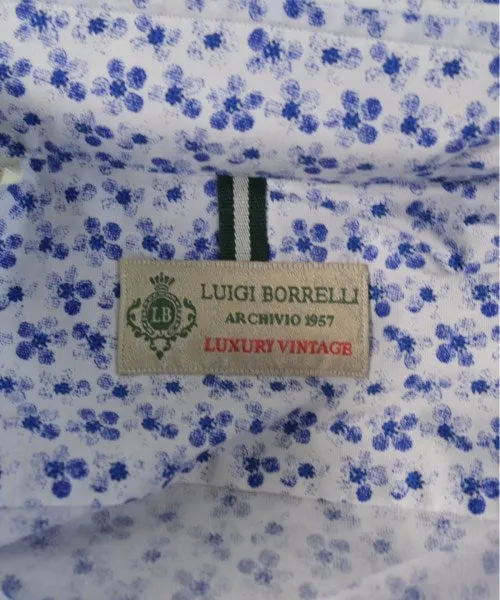 LB
LUIGI BORRELLI
ARCHIVIO 1957
LUXURY VINTAGE